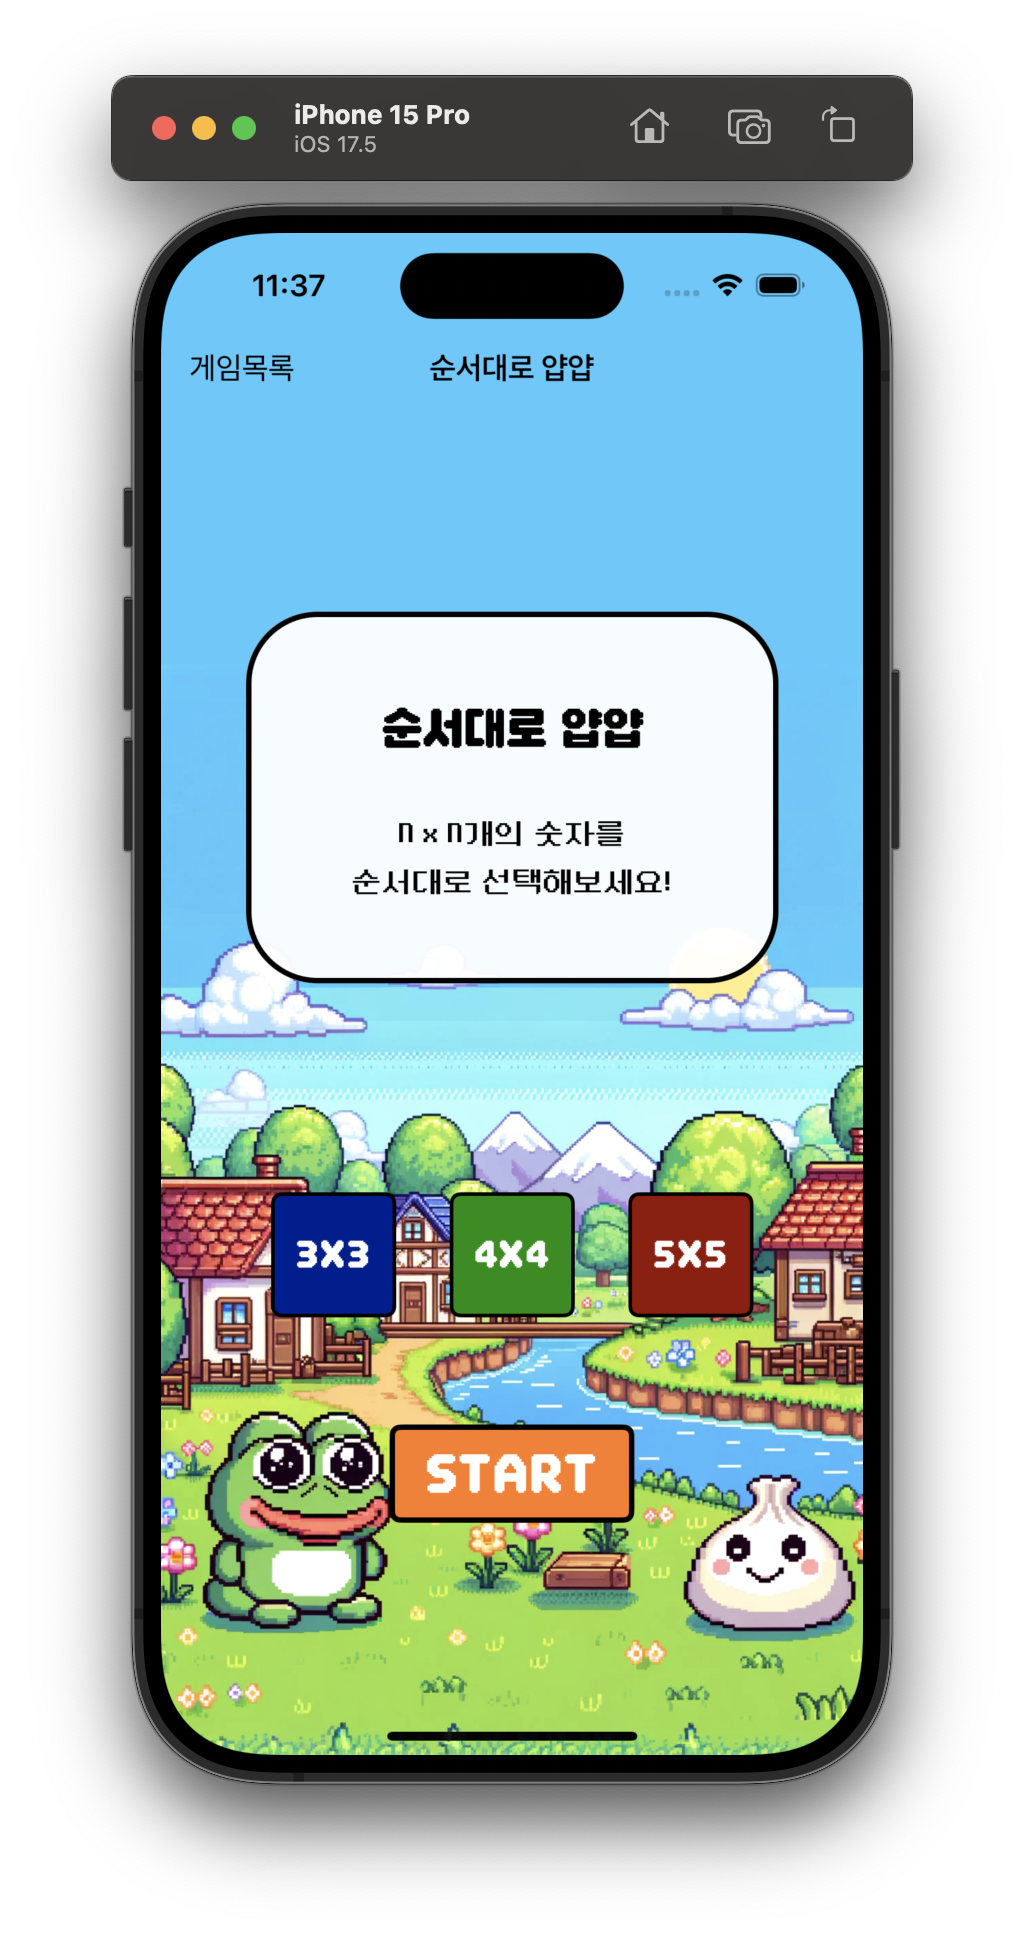 iPhone 15 Pro
iOS 17.5
11:37
게임목록 순서대로 얍얍
순서대로 얍얍
n x n개의 숫자를
순서대로 선택해보세요!
3X3 4X4 5X5
START